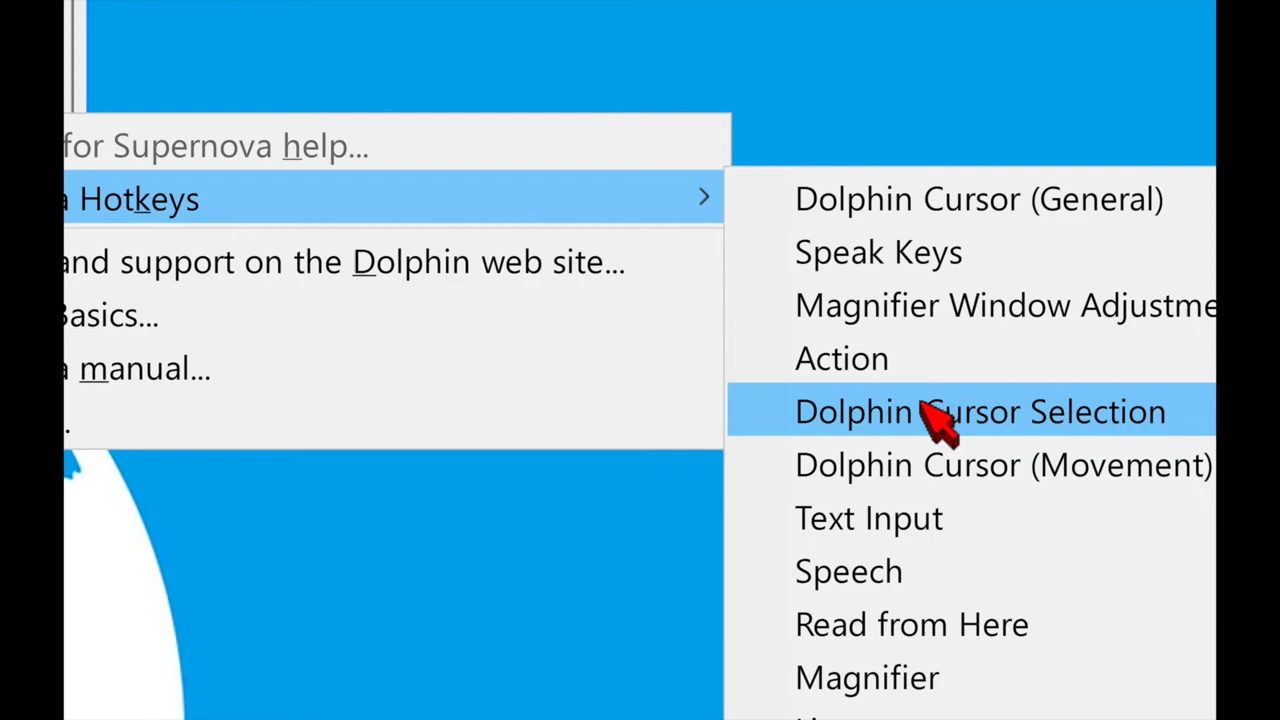 for Supernova help...
a Hotkeys
and support on the Dolphin web site...
Basics...
a manual...
.
Dolphin Cursor (General)
Speak Keys
Magnifier Window Adjustme
Action
Dolphin Cursor Selection
Dolphin Cursor (Movement)
Text Input
Speech
Read from Here
Magnifier